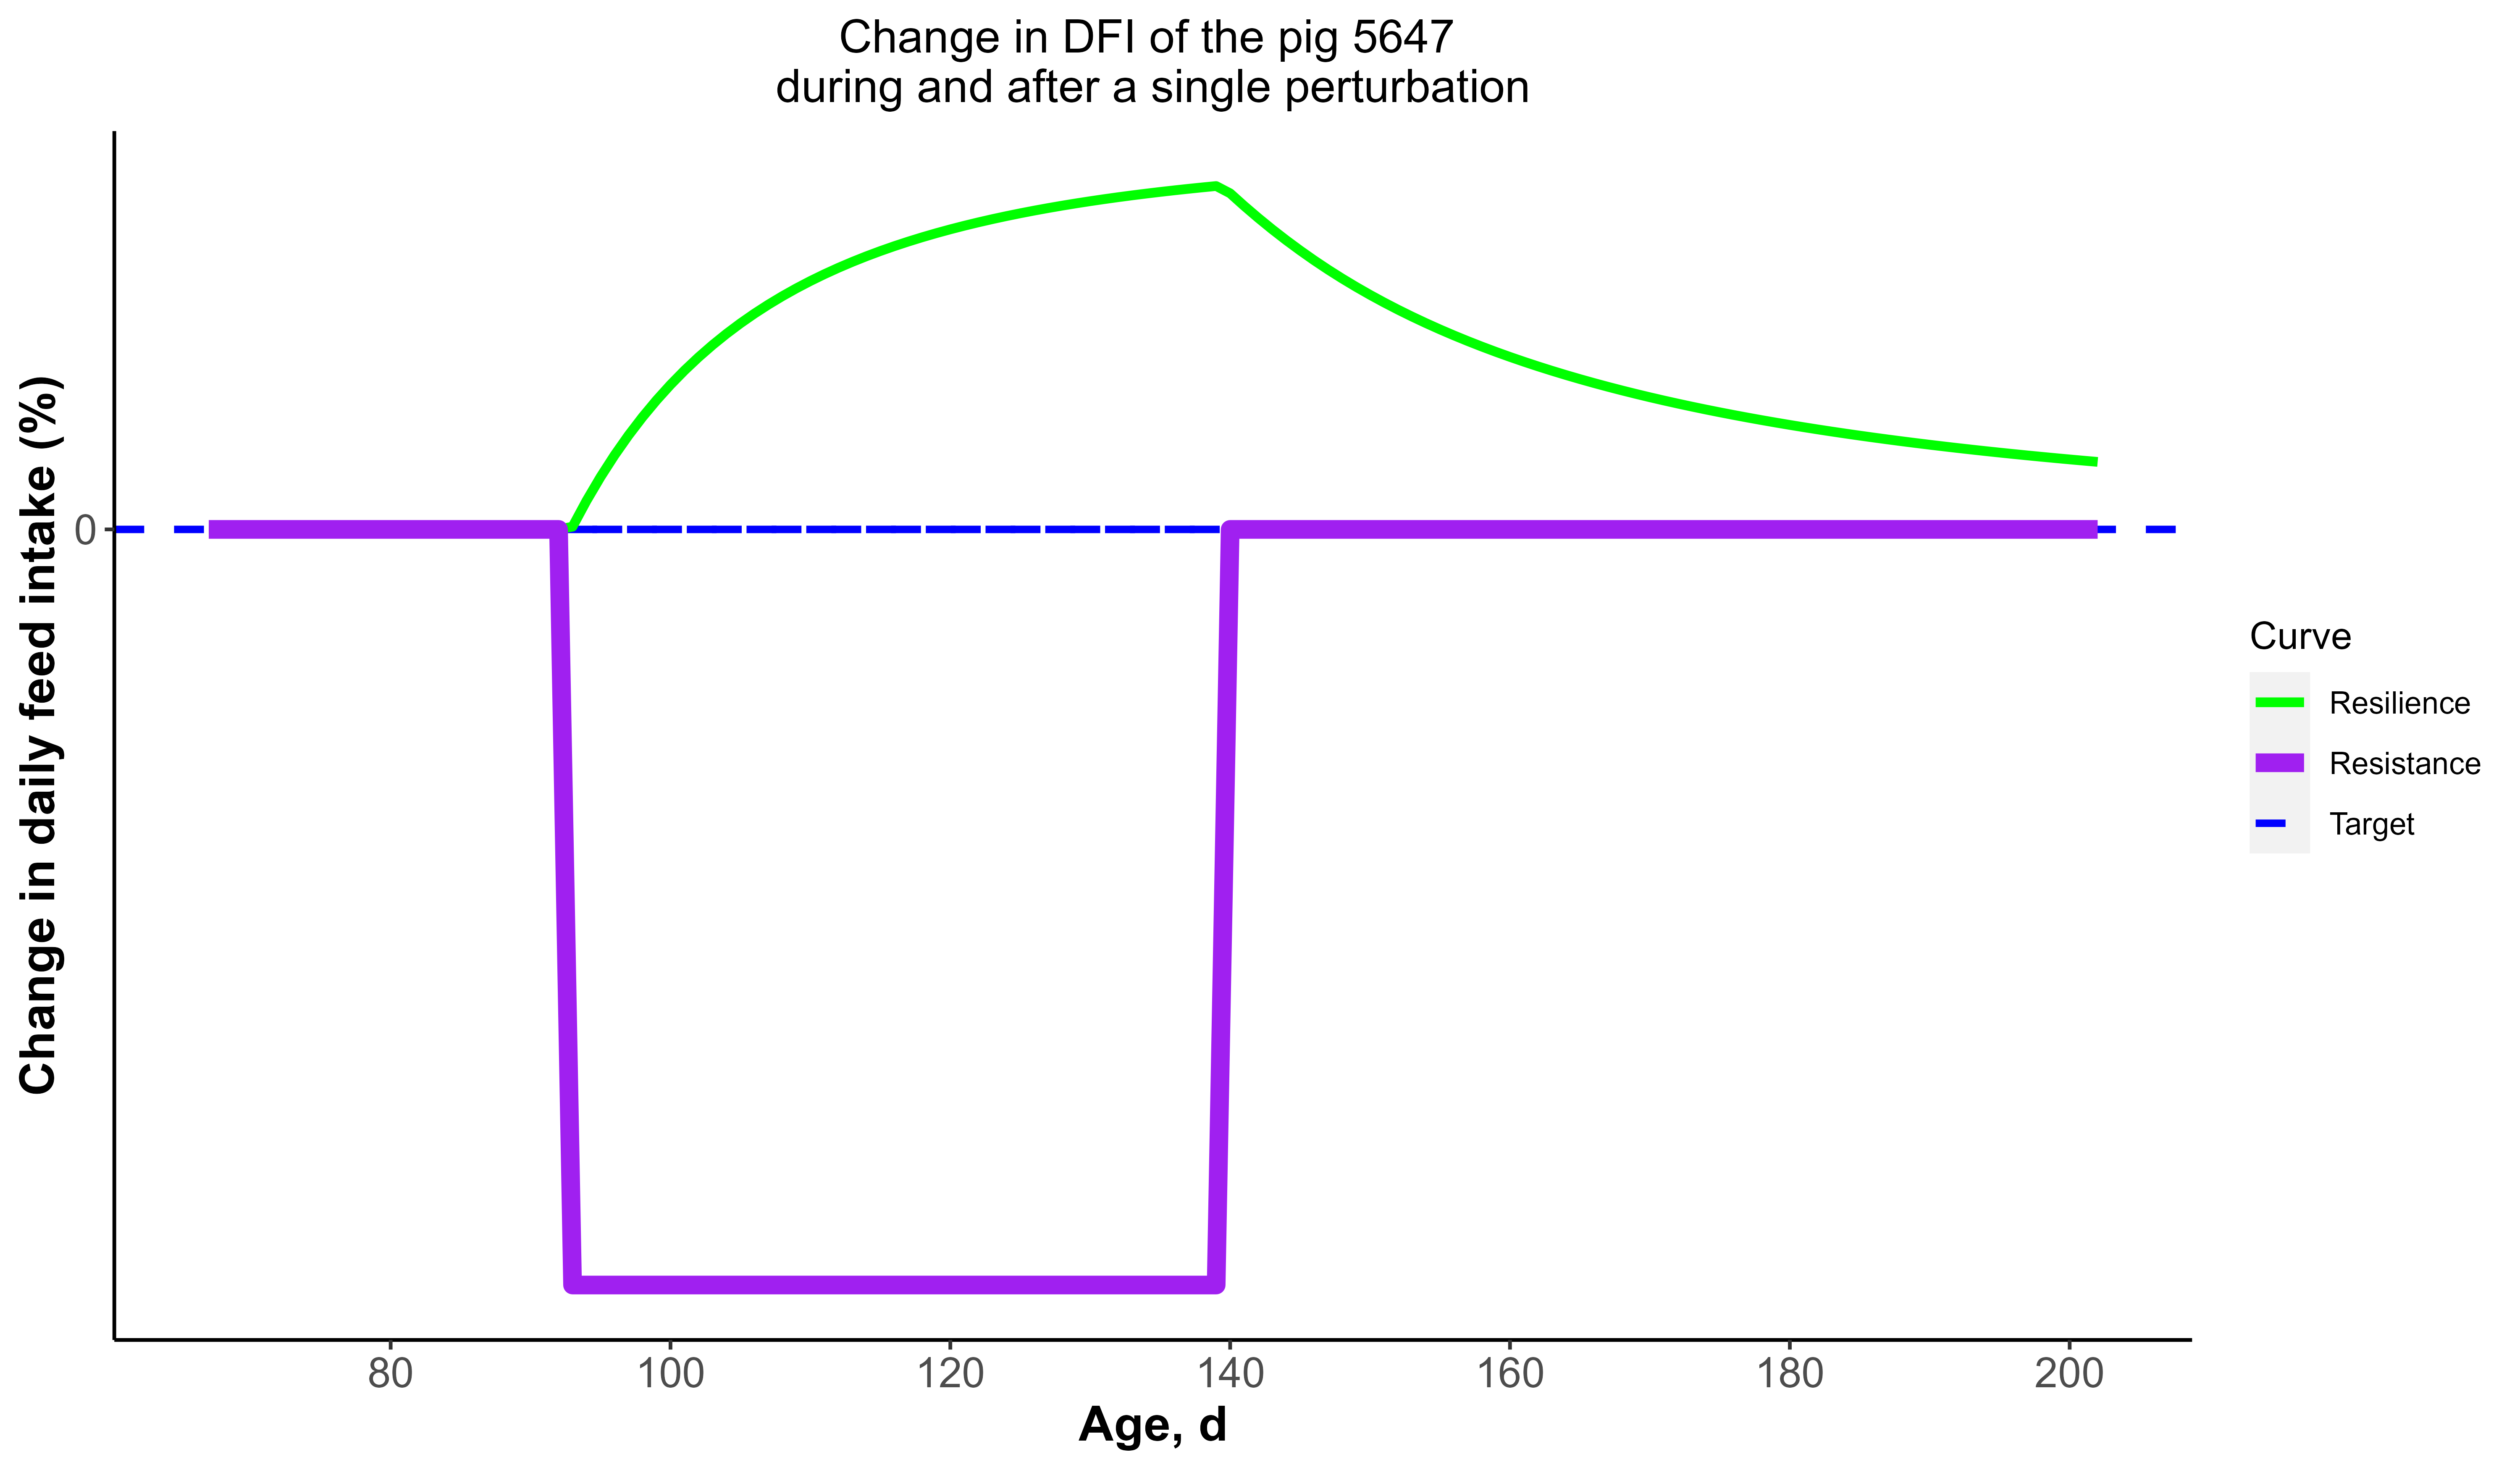 Change in DFI of the pig 5647
during and after a single perturbation
Change in daily feed intake (%)
0
80 100 120 140 160 180 200
Age, d
Curve
Resilience
Resistance
Target